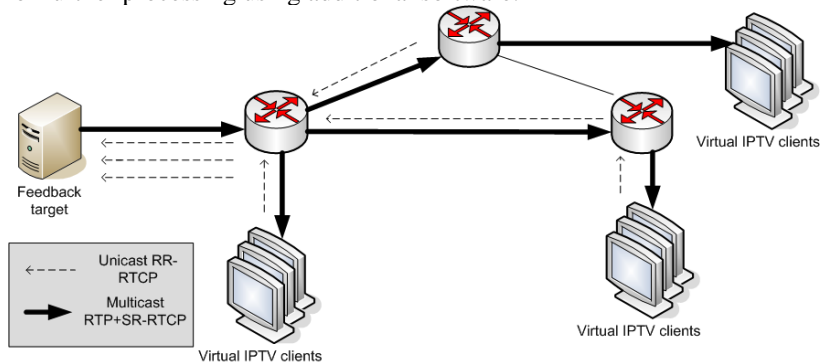 Virtual IPTV clients
Feedback
target
Unicast RR-
RTCP
Multicast
RTP+SR-RTCP
Virtual IPTV clients
Virtual IPTV clients